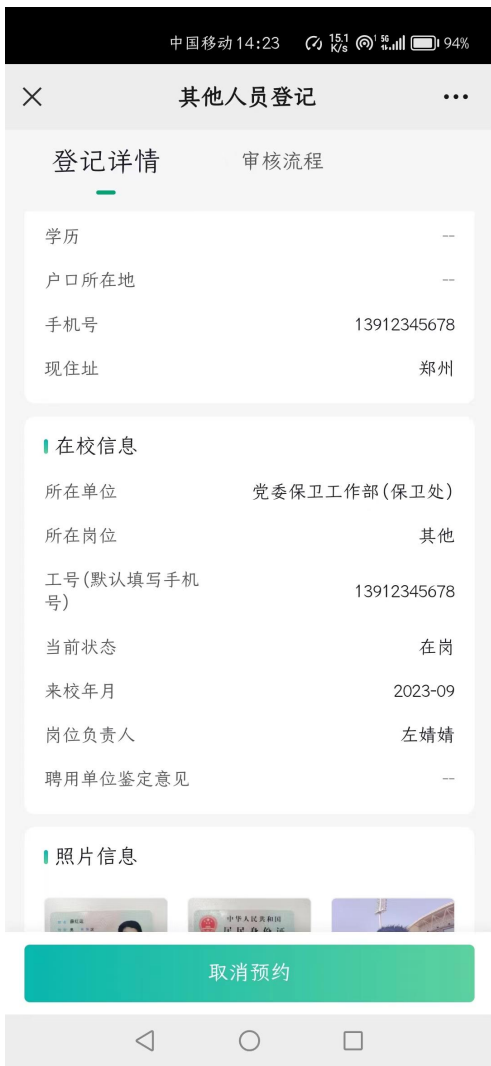 中国移动 14:23 15.1 K/s 5G 94%
其他人员登记
登记详情 审核流程
学历 --
户口所在地 --
手机号 13912345678
现住址 郑州
在校信息
所在单位 党委保卫工作部(保卫处)
所在岗位 其他
工号(默认填写手机
号) 13912345678
当前状态 在岗
来校年月 2023-09
岗位负责人 左婧婧
聘用单位鉴定意见 --
照片信息
中华人民共和国
居民身份证
取消预约